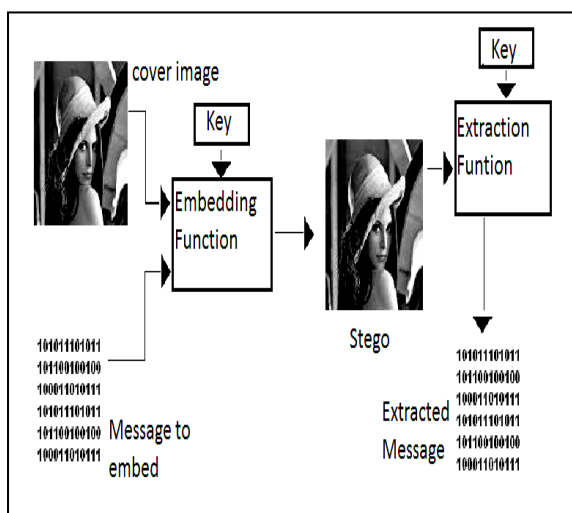 cover image
Key
Embedding
Function
101011101011
101100100100
100011010111
101011101011
101100100100
100011010111
Message to
embed
Stego
Key
Extraction
Funtion
101011101011
101100100100
100011010111
101011101011
101100100100
100011010111
Extracted
Message